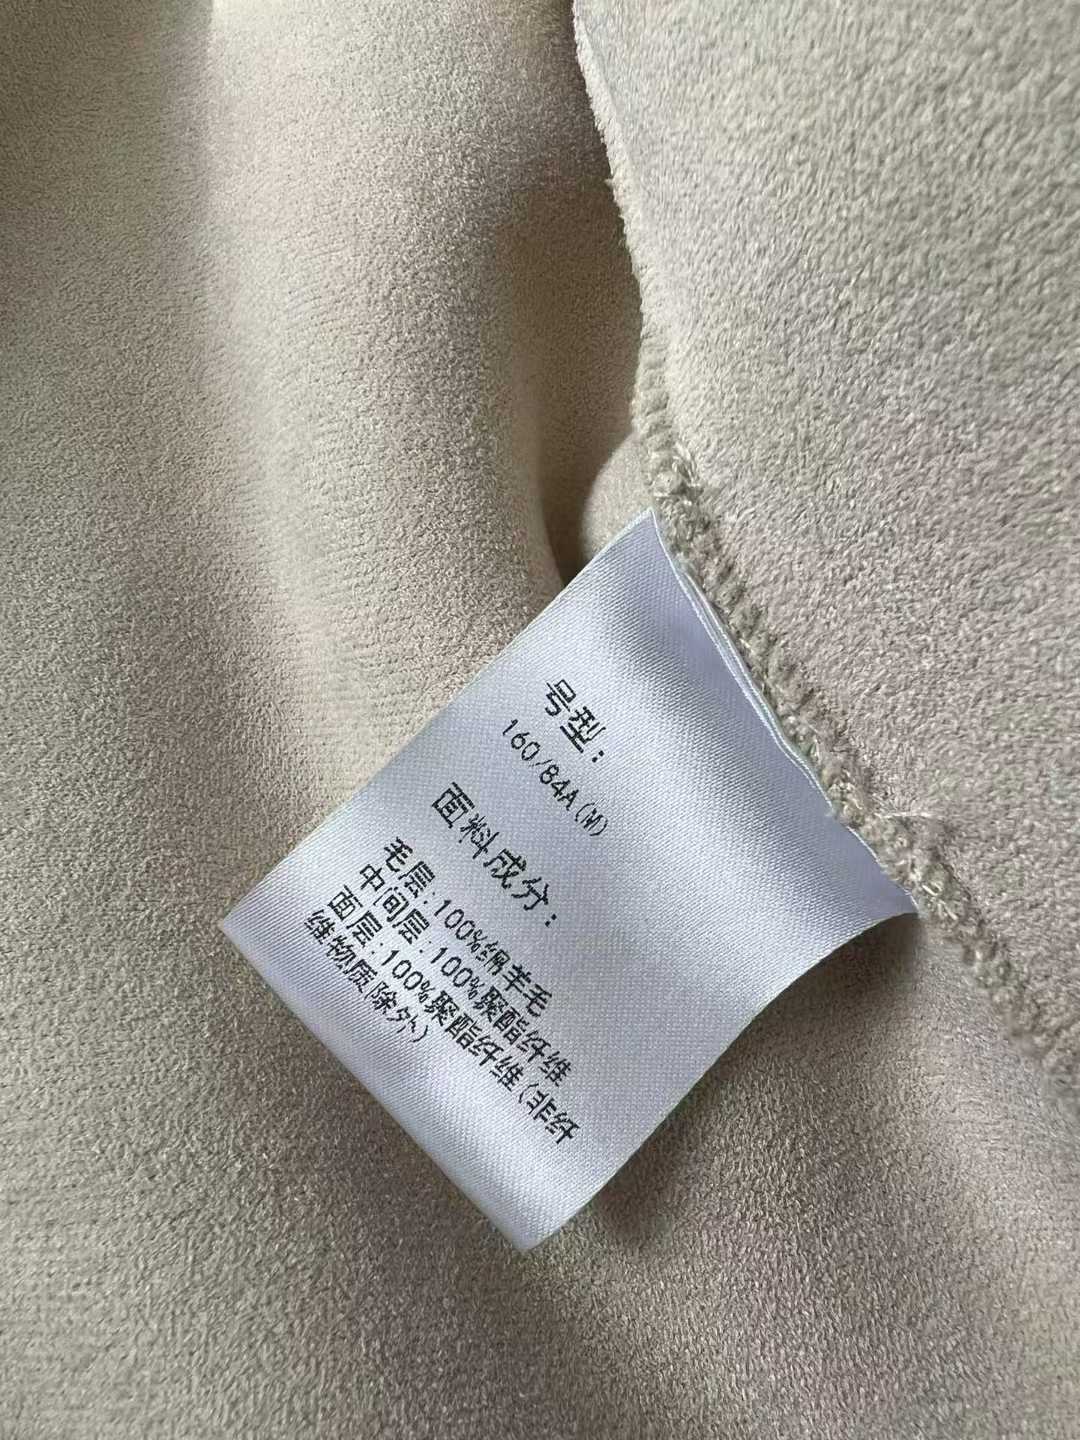 号型：
160/84A(M)
面料成分：
毛层:100%绵羊毛
中间层:100%聚酯纤维
面层:100%聚酯纤维(非纤
维物质除外)